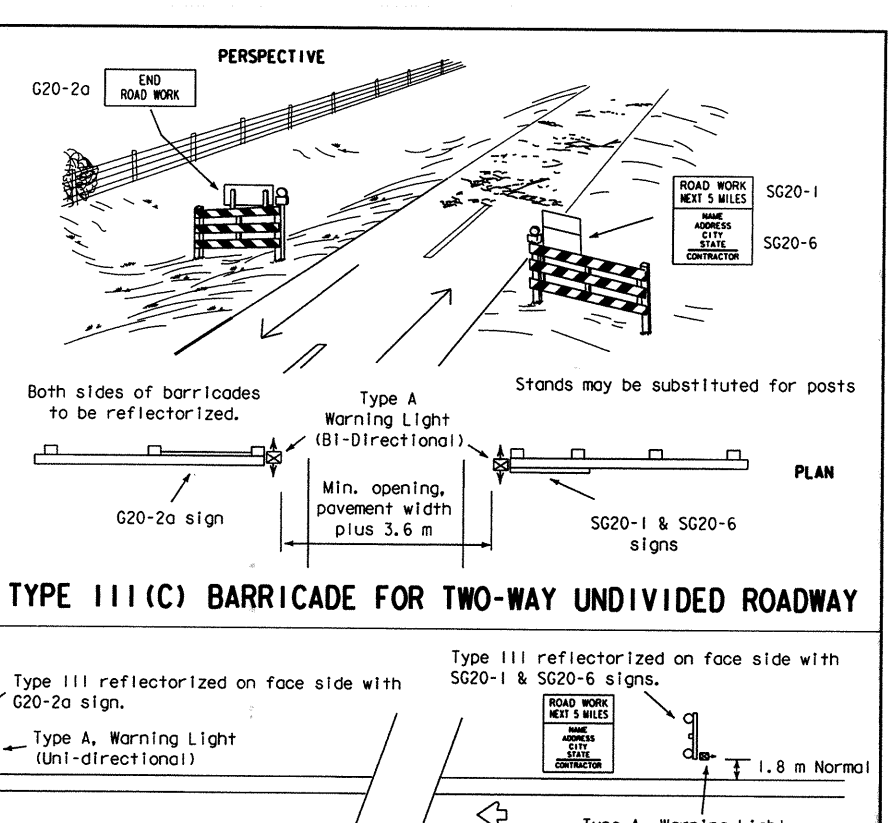 PERSPECTIVE
G20-2a
END
ROAD WORK
ROAD WORK
NEXT 5 MILES
NAME
ADDRESS
CITY
STATE
CONTRACTOR
SG20-1
SG20-6
Both sides of barricades
to be reflectorized.
Type A
Warning Light
(Bi-Directional)
Stands may be substituted for posts
PLAN
G20-2a sign
Min. opening,
pavement width
plus 3.6 m
SG20-1 & SG20-6
signs
TYPE III(C) BARRICADE FOR TWO-WAY UNDIVIDED ROADWAY
Type III reflectorized on face side with
G20-2a sign.
Type A, Warning Light
(Uni-directional)
Type III reflectorized on face side with
SG20-1 & SG20-6 signs.
ROAD WORK
NEXT 5 MILES
NAME
ADDRESS
CITY
STATE
CONTRACTOR
1.8 m Normal
Type A, Warning Light